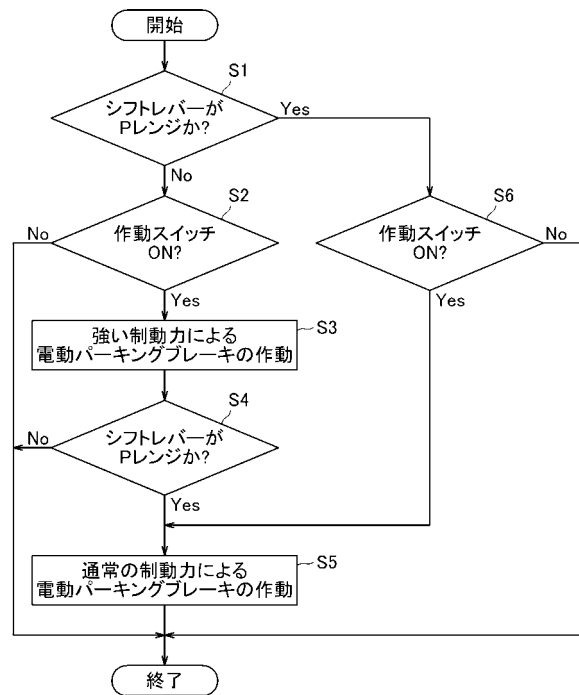 開始
S1
シフトレバーが
Pレンジか?
Yes
No
S2
作動スイッチ
ON?
No
Yes
S6
作動スイッチ
ON?
No
Yes
S3
強い制動力による
電動パーキングブレーキの作動
S4
シフトレバーが
Pレンジか?
No
Yes
S5
通常の制動力による
電動パーキングブレーキの作動
終了